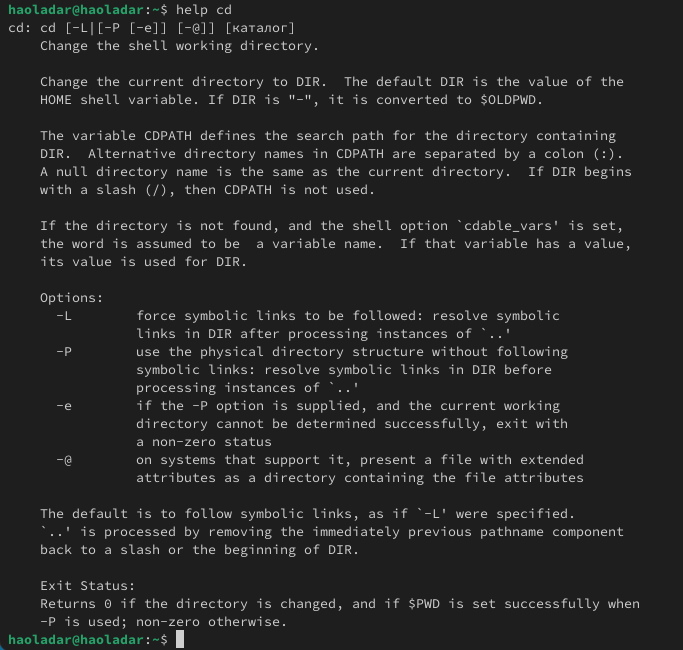 haoladar@haoladar:~$ help cd
cd: cd [-L|[-P [-e]] [-@]] [каталог]
    Change the shell working directory.

    Change the current directory to DIR.  The default DIR is the value of the
    HOME shell variable. If DIR is "-", it is converted to $OLDPWD.

    The variable CDPATH defines the search path for the directory containing
    DIR.  Alternative directory names in CDPATH are separated by a colon (:).
    A null directory name is the same as the current directory.  If DIR begins
    with a slash (/), then CDPATH is not used.

    If the directory is not found, and the shell option `cdable_vars' is set,
    the word is assumed to be  a variable name.  If that variable has a value,
    its value is used for DIR.

    Options:
      -L        force symbolic links to be followed: resolve symbolic
                links in DIR after processing instances of `..'
      -P        use the physical directory structure without following
                symbolic links: resolve symbolic links in DIR before
                processing instances of `..'
      -e        if the -P option is supplied, and the current working
                directory cannot be determined successfully, exit with
                a non-zero status
      -@        on systems that support it, present a file with extended
                attributes as a directory containing the file attributes

    The default is to follow symbolic links, as if `-L' were specified.
    `..' is processed by removing the immediately previous pathname component
    back to a slash or the beginning of DIR.

    Exit Status:
    Returns 0 if the directory is changed, and if $PWD is set successfully when
    -P is used; non-zero otherwise.
haoladar@haoladar:~$